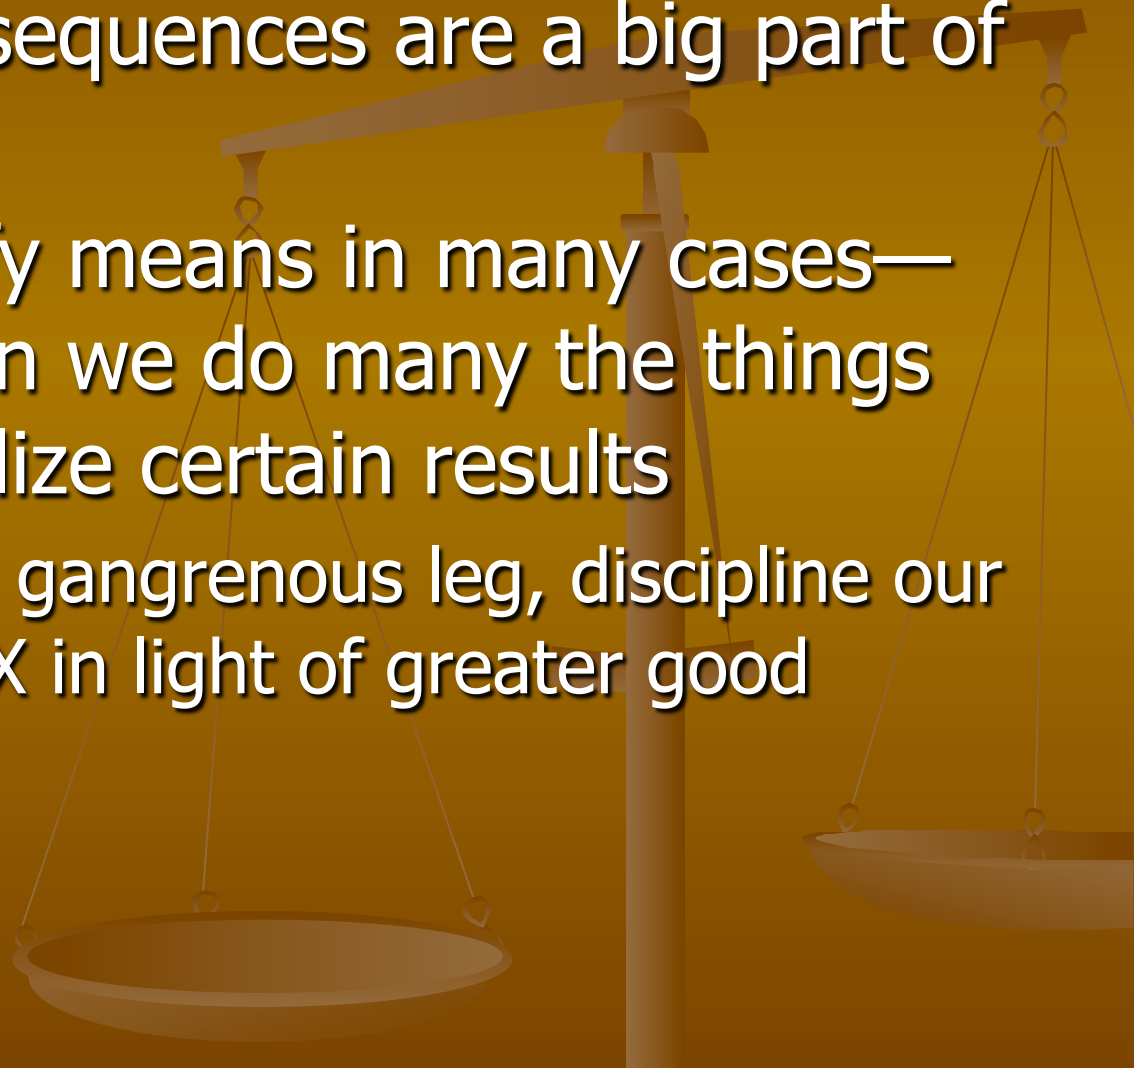 sequences are a big part of
y means in many cases—
n we do many the things
lize certain results
gangrenous leg, discipline our
X in light of greater good